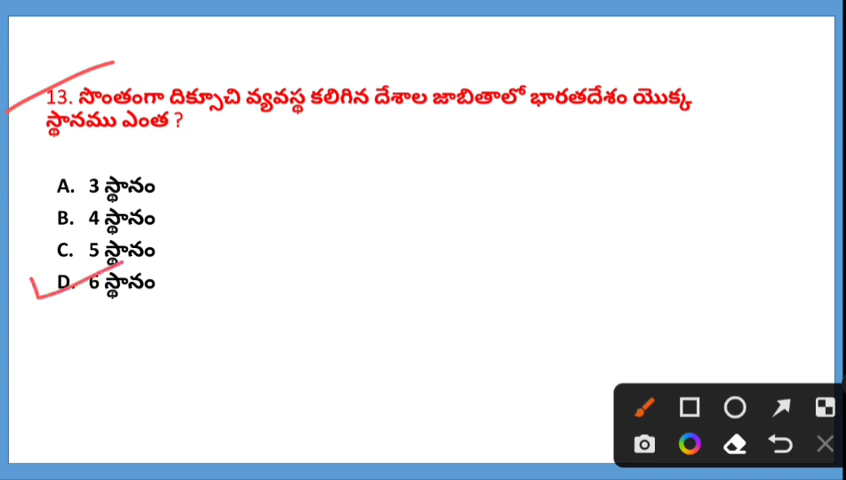 13. సొంతంగా దిక్సూచి వ్యవస్థ కలిగిన దేశాల జాబితాలో భారతదేశం యొక్క
స్థానము ఎంత ?
A. 3 స్థానం
B. 4 స్థానం
C. 5 స్థానం
D. 6 స్థానం